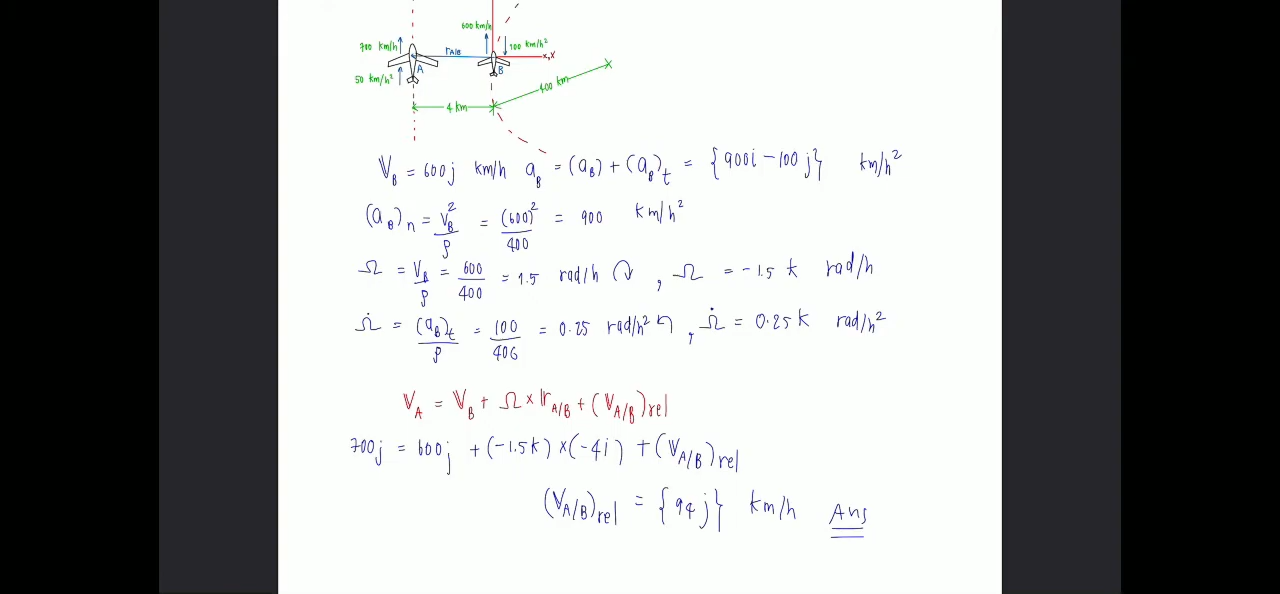 600 km/h
700 km/h
rA/B
100 km/h²
A
B
x,X
50 km/h²
400 km
4 km
V_B = 600j km/h a_B = (a_B) + (a_B)_t = {900i - 100j} km/h²
(a_B)_n = V_B²/ρ = (600)²/400 = 900 km/h²
Ω = V_B/ρ = 600/400 = 1.5 rad/h ↷, Ω = -1.5 k rad/h
Ω̇ = (a_B)_t/ρ = 100/400 = 0.25 rad/h² ↶, Ω̇ = 0.25 k rad/h²
V_A = V_B + Ω × r_A/B + (V_A/B)rel
700j = 600j + (-1.5k) × (-4i) + (V_A/B)rel
(V_A/B)rel = {94j} km/h Ans